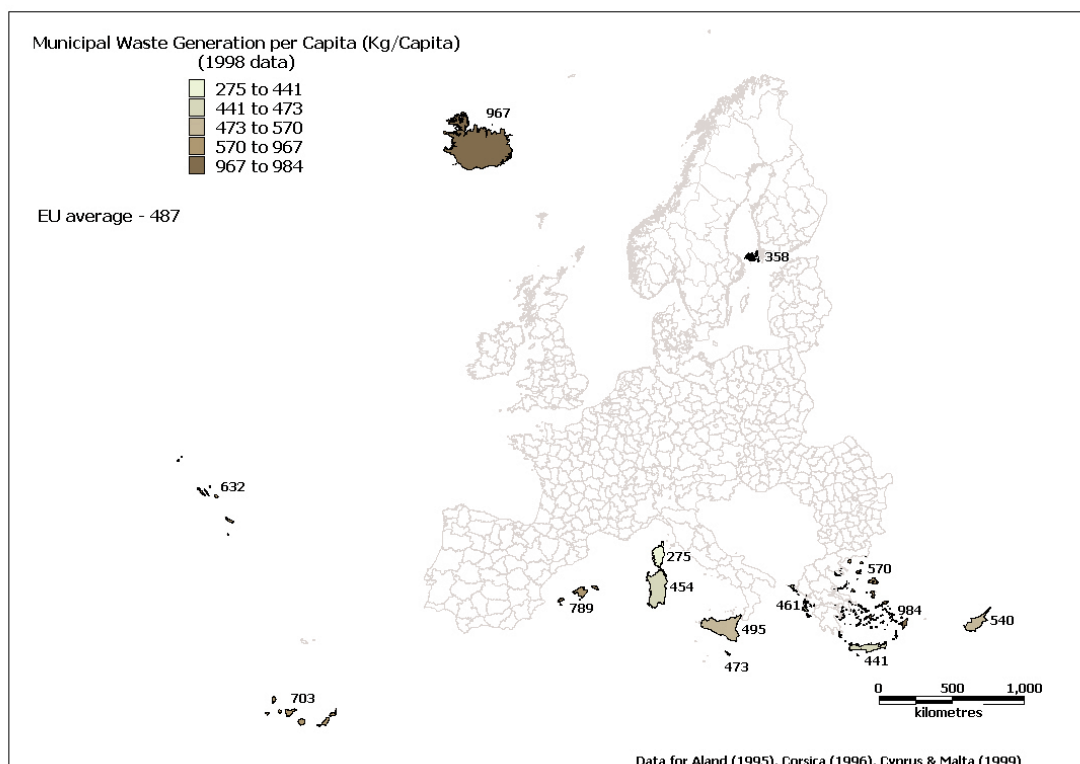 Municipal Waste Generation per Capita (Kg/Capita)
(1998 data)
275 to 441
441 to 473
473 to 570
570 to 967
967 to 984
EU average - 487
967
358
632
275
454
789
495
473
461
570
984
441
540
703
0 500 1,000
kilometres
Data for Aland (1995), Corsica (1996), Cyprus & Malta (1999)